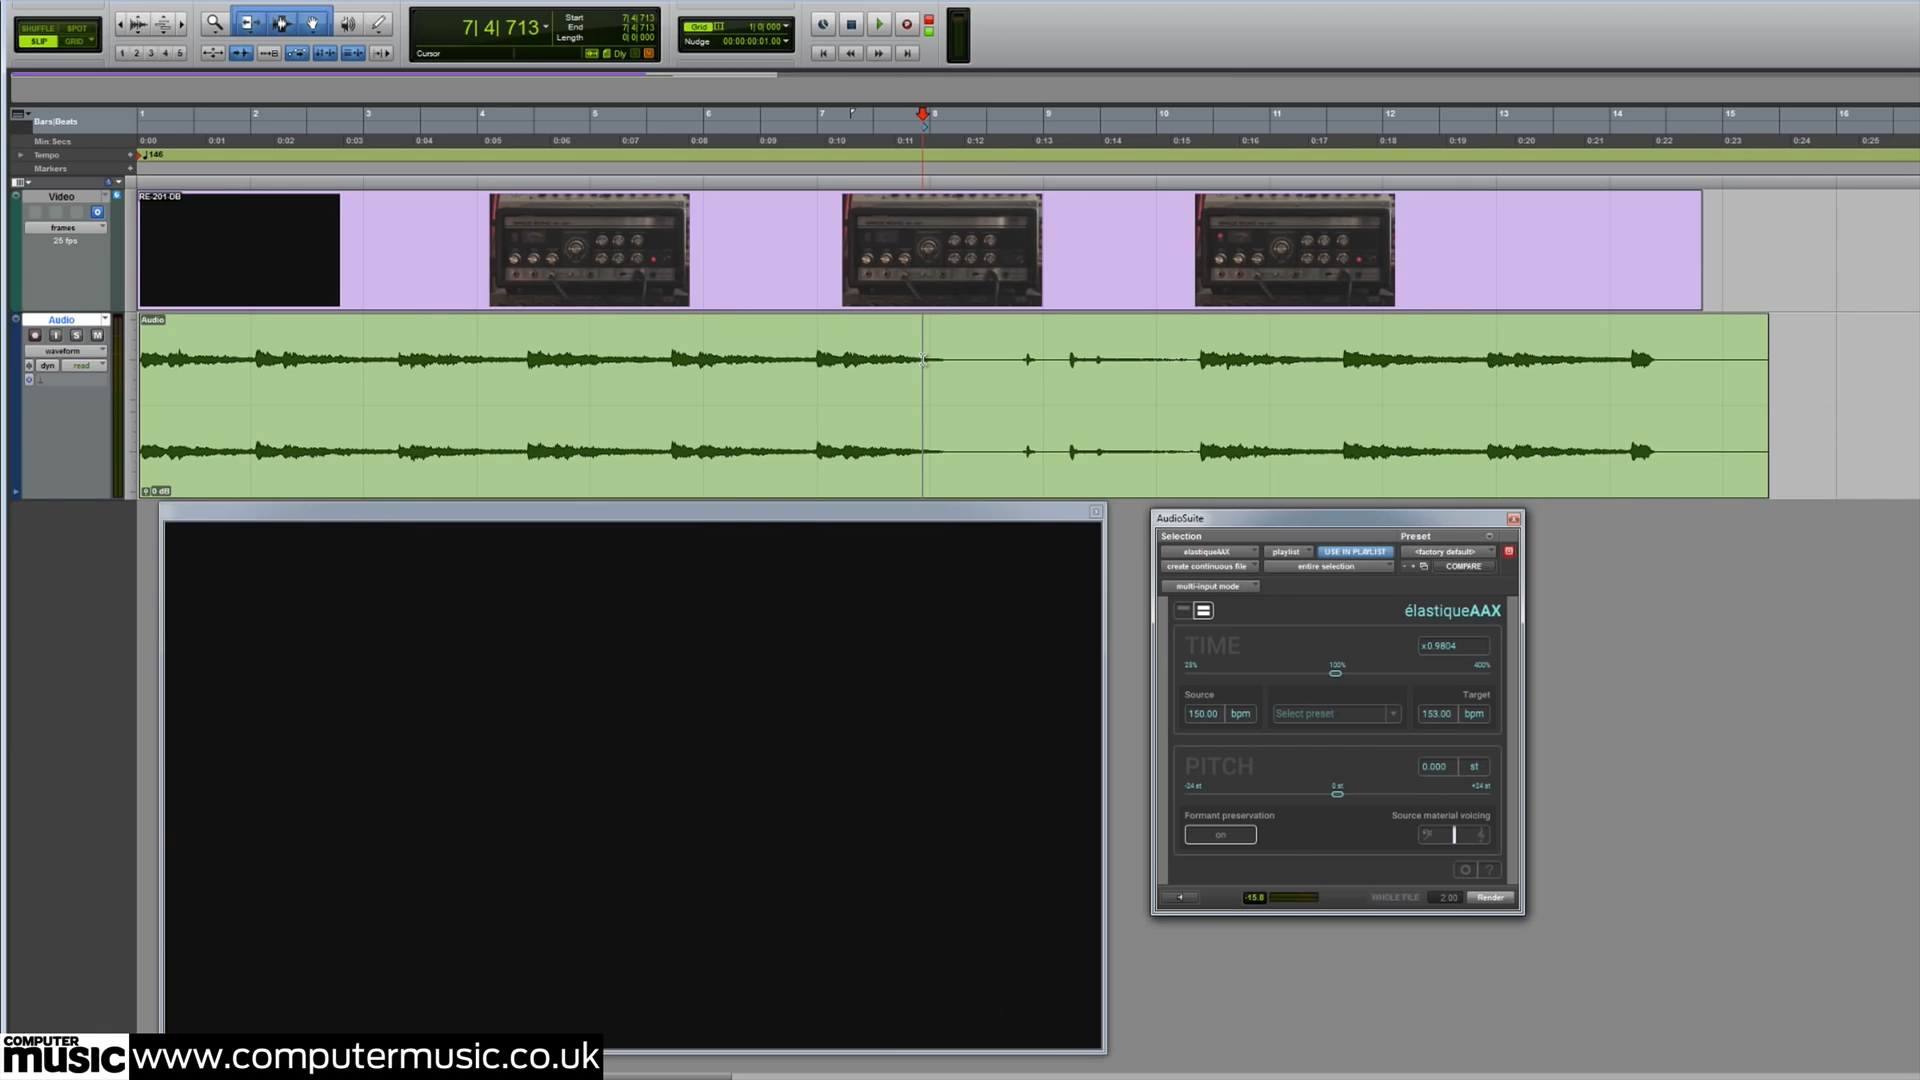 SHUFFLE SPOT
SLIP GRID
1 2 3 4 5
7| 4| 713
Start 7| 4| 713
End 7| 4| 713
Length 0| 0| 000
Cursor
Dly
Grid 1| 0| 000
Nudge 00:00:00:01.00
Bars|Beats
1 2 3 4 5 6 7 8 9 10 11 12 13 14 15 16
Min:Secs
0:00 0:01 0:02 0:03 0:04 0:05 0:06 0:07 0:08 0:09 0:10 0:11 0:12 0:13 0:14 0:15 0:16 0:17 0:18 0:19 0:20 0:21 0:22 0:23 0:24 0:25
Tempo
146
Markers
Video
RE-201-DB
frames
25 fps
Audio
Audio
I S M
waveform
dyn read
0 dB
AudioSuite
Selection
Preset
elastiqueAAX
playlist
USE IN PLAYLIST
<factory default>
create continuous file
entire selection
COMPARE
multi-input mode
élastiqueAAX
TIME
x0.9804
25% 100% 400%
Source
Target
150.00 bpm
Select preset
153.00 bpm
PITCH
0.000 st
-24 st 0 st +24 st
Formant preservation
Source material voicing
on
?
-15.8
WHOLE FILE
2.00
Render
COMPUTER
music
www.computermusic.co.uk